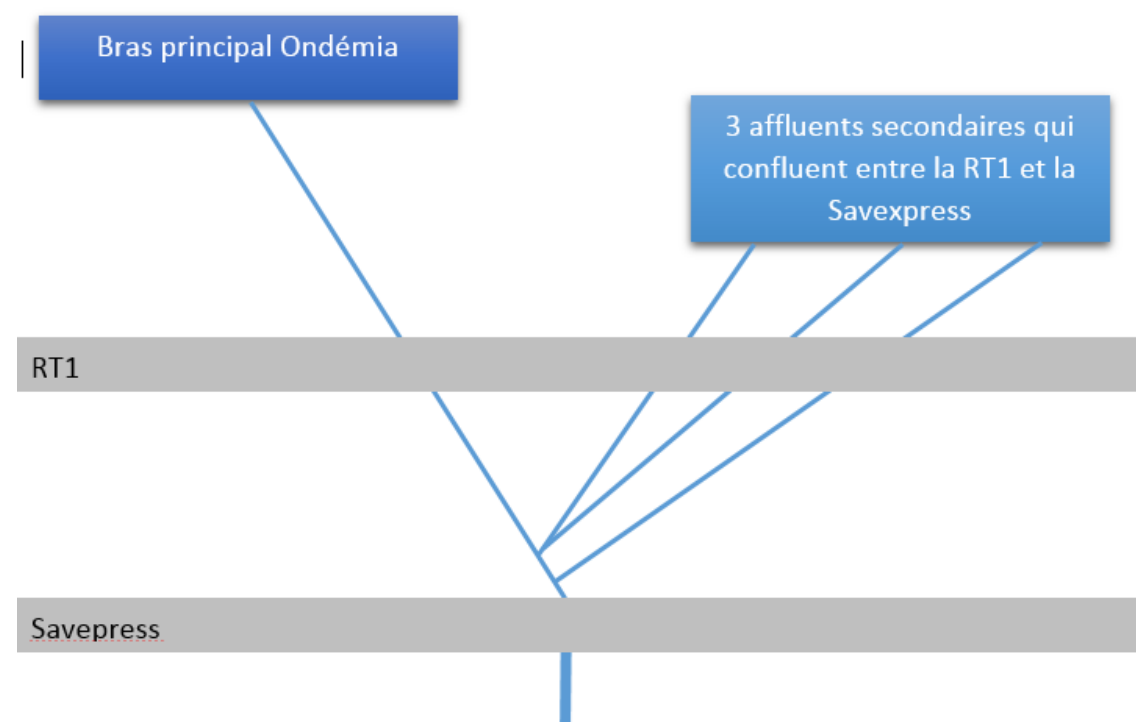 Bras principal Ondémia
3 affluents secondaires qui
confluent entre la RT1 et la
Savexpress
RT1
Savepress